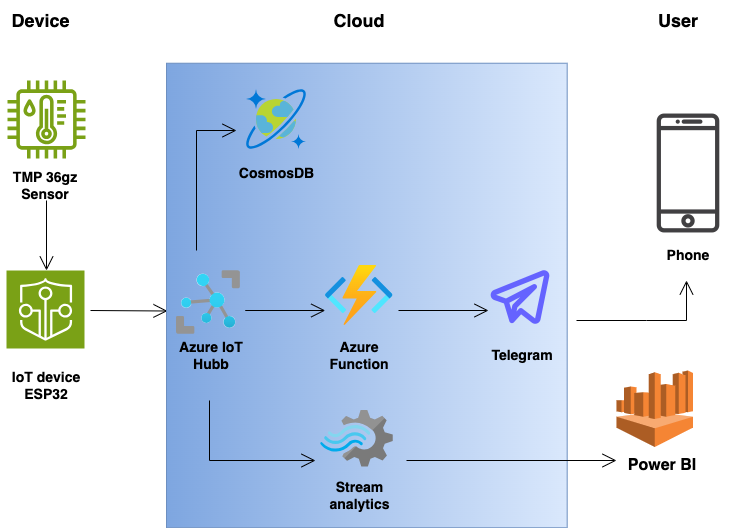 Device
Cloud
User
TMP 36gz
Sensor
CosmosDB
Phone
IoT device
ESP32
Azure IoT
Hubb
Azure
Function
Telegram
Stream
analytics
Power BI